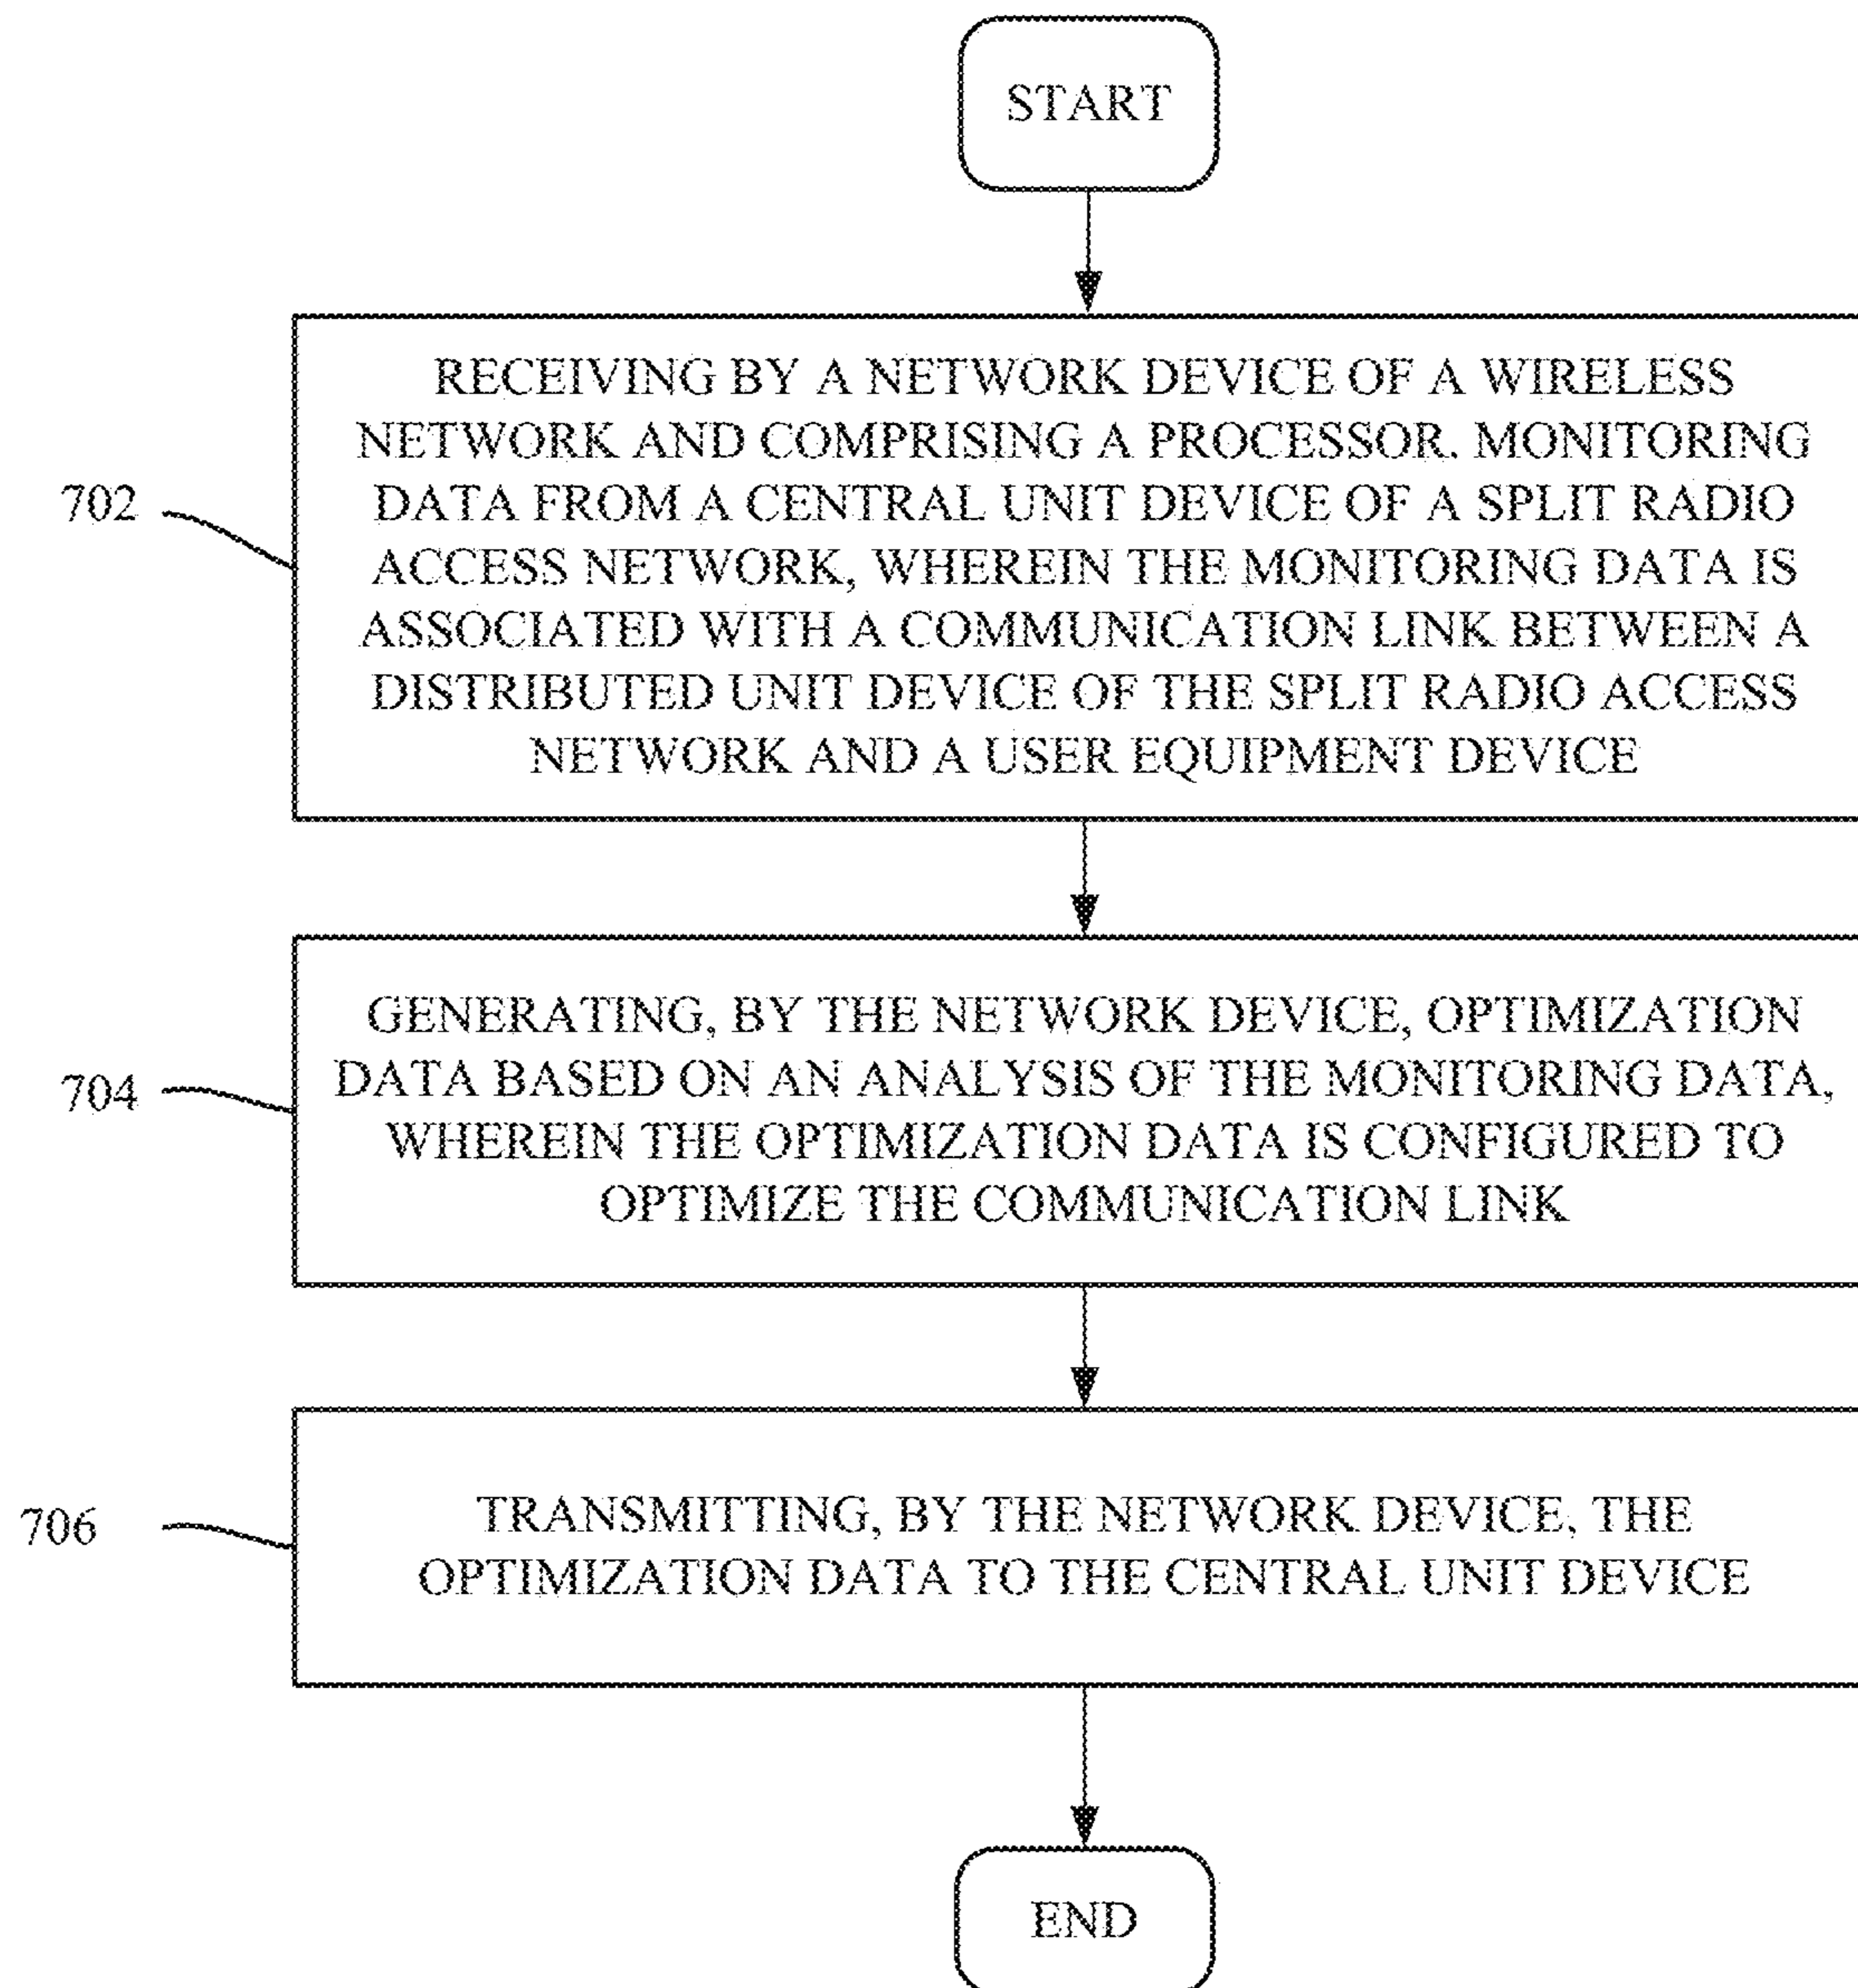 START
RECEIVING BY A NETWORK DEVICE OF A WIRELESS
NETWORK AND COMPRISING A PROCESSOR. MONITORING
DATA FROM A CENTRAL UNIT DEVICE OF A SPLIT RADIO
702
ACCESS NETWORK, WHEREIN THE MONITORING DATA IS
ASSOCIATED WITH A COMMUNICATION LINK BETWEEN A
DISTRIBUTED UNIT DEVICE OF THE SPLIT RADIO ACCESS
NETWORK AND A USER EQUIPMENT DEVICE
GENERATING, BY THE NETWORK DEVICE, OPTIMIZATION
DATA BASED ON AN ANALYSIS OF THE MONITORING DATA,
704
WHEREIN THE OPTIMIZATION DATA IS CONFIGURED TO
OPTIMIZE THE COMMUNICATION LINK
TRANSMITTING, BY THE NETWORK DEVICE, THE
706
OPTIMIZATION DATA TO THE CENTRAL UNIT DEVICE
END